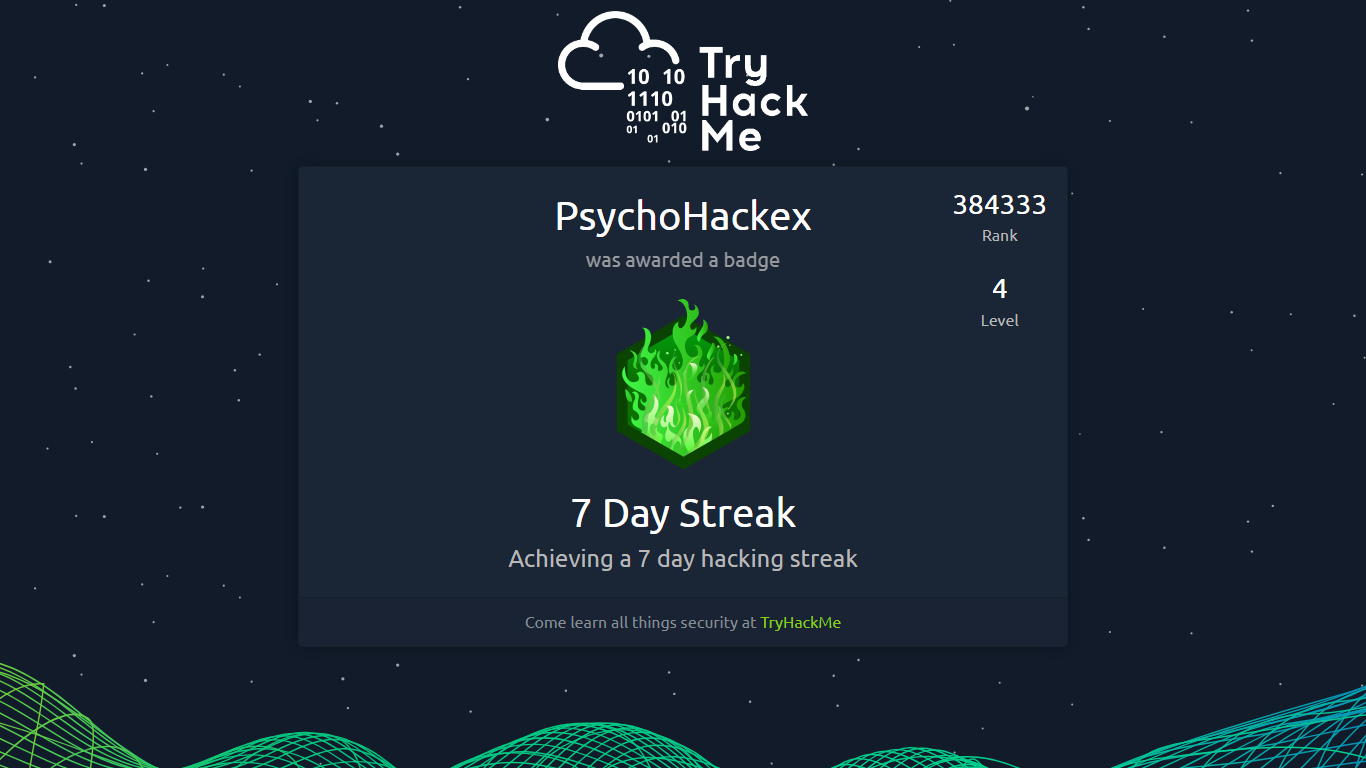 10 10
1110
0101 01
01 010
01
Try
Hack
Me
PsychoHackex
was awarded a badge
384333
Rank
4
Level
7 Day Streak
Achieving a 7 day hacking streak
Come learn all things security at TryHackMe